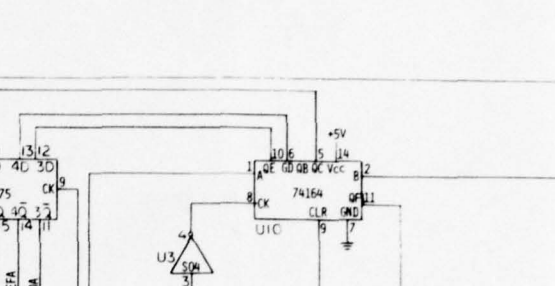 +5V
13 12
10 6 5 14
4D 3D
QE GD QB QC Vcc
1 A B 2
9 CK
74164
75
QF 11
8 CK
CLR GND
4Q̅ 3Q̅
5 14 11
U10
9 7
4
U3
S04
3